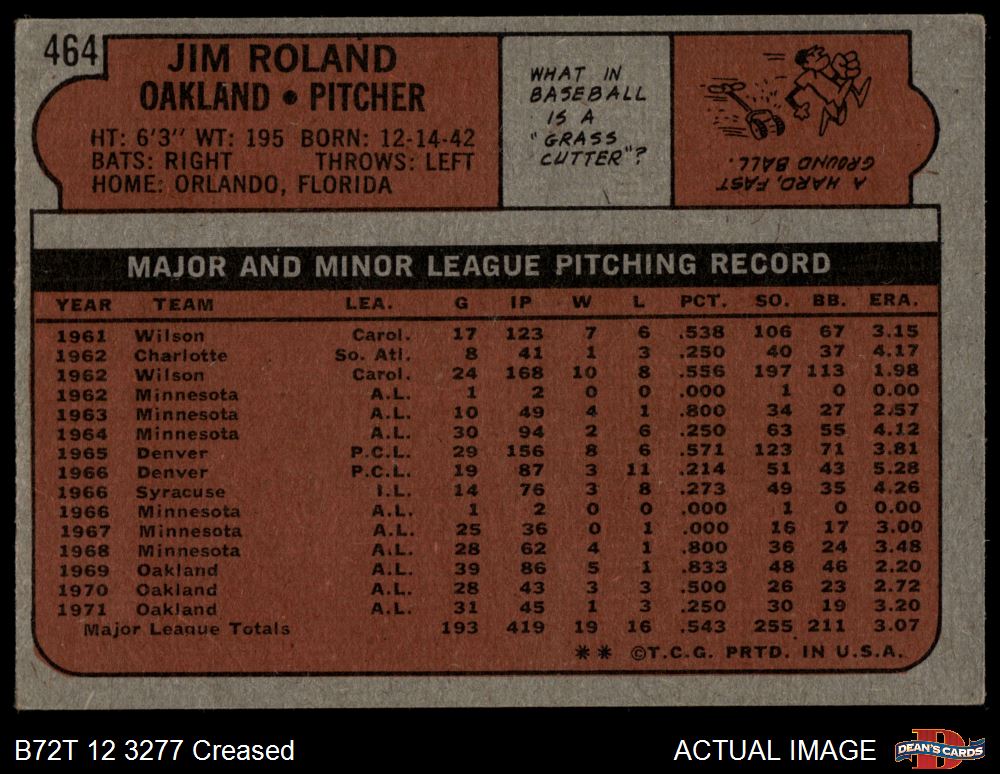 464
JIM ROLAND
OAKLAND • PITCHER
HT: 6'3" WT: 195 BORN: 12-14-42
BATS: RIGHT THROWS: LEFT
HOME: ORLANDO, FLORIDA
WHAT IN
BASEBALL
IS A
"GRASS
CUTTER"?
A HARD, FAST
GROUND BALL.
MAJOR AND MINOR LEAGUE PITCHING RECORD
YEAR TEAM LEA. G IP W L PCT. SO. BB. ERA.
1961 Wilson Carol. 17 123 7 6 .538 106 67 3.15
1962 Charlotte So. Atl. 8 41 1 3 .250 40 37 4.17
1962 Wilson Carol. 24 168 10 8 .556 197 113 1.98
1962 Minnesota A.L. 1 2 0 0 .000 1 0 0.00
1963 Minnesota A.L. 10 49 4 1 .800 34 27 2.57
1964 Minnesota A.L. 30 94 2 6 .250 63 55 4.12
1965 Denver P.C.L. 29 156 8 6 .571 123 71 3.81
1966 Denver P.C.L. 19 87 3 11 .214 51 43 5.28
1966 Syracuse I.L. 14 76 3 8 .273 49 35 4.26
1966 Minnesota A.L. 1 2 0 0 .000 1 0 0.00
1967 Minnesota A.L. 25 36 0 1 .000 16 17 3.00
1968 Minnesota A.L. 28 62 4 1 .800 36 24 3.48
1969 Oakland A.L. 39 86 5 1 .833 48 46 2.20
1970 Oakland A.L. 28 43 3 3 .500 26 23 2.72
1971 Oakland A.L. 31 45 1 3 .250 30 19 3.20
Major League Totals 193 419 19 16 .543 255 211 3.07
** ©T.C.G. PRTD. IN U.S.A.
B72T 12 3277 Creased
ACTUAL IMAGE
DEAN'S CARDS